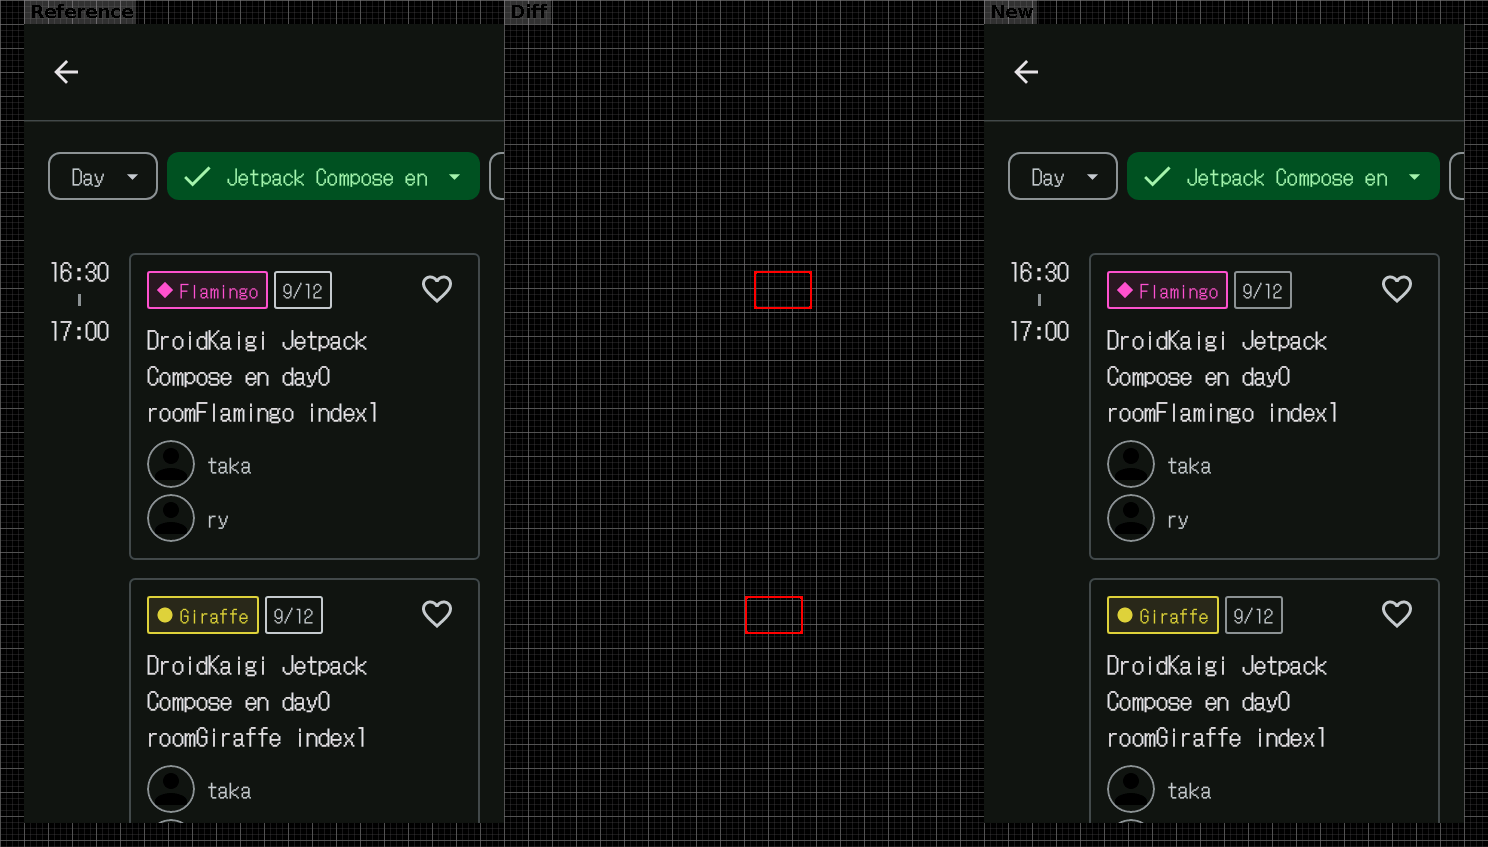 Reference
Diff
New
Day
Jetpack Compose en
16:30
17:00
Flamingo
9/12
DroidKaigi Jetpack
Compose en day0
roomFlamingo index1
taka
ry
Giraffe
9/12
DroidKaigi Jetpack
Compose en day0
roomGiraffe index1
taka
Day
Jetpack Compose en
16:30
17:00
Flamingo
9/12
DroidKaigi Jetpack
Compose en day0
roomFlamingo index1
taka
ry
Giraffe
9/12
DroidKaigi Jetpack
Compose en day0
roomGiraffe index1
taka